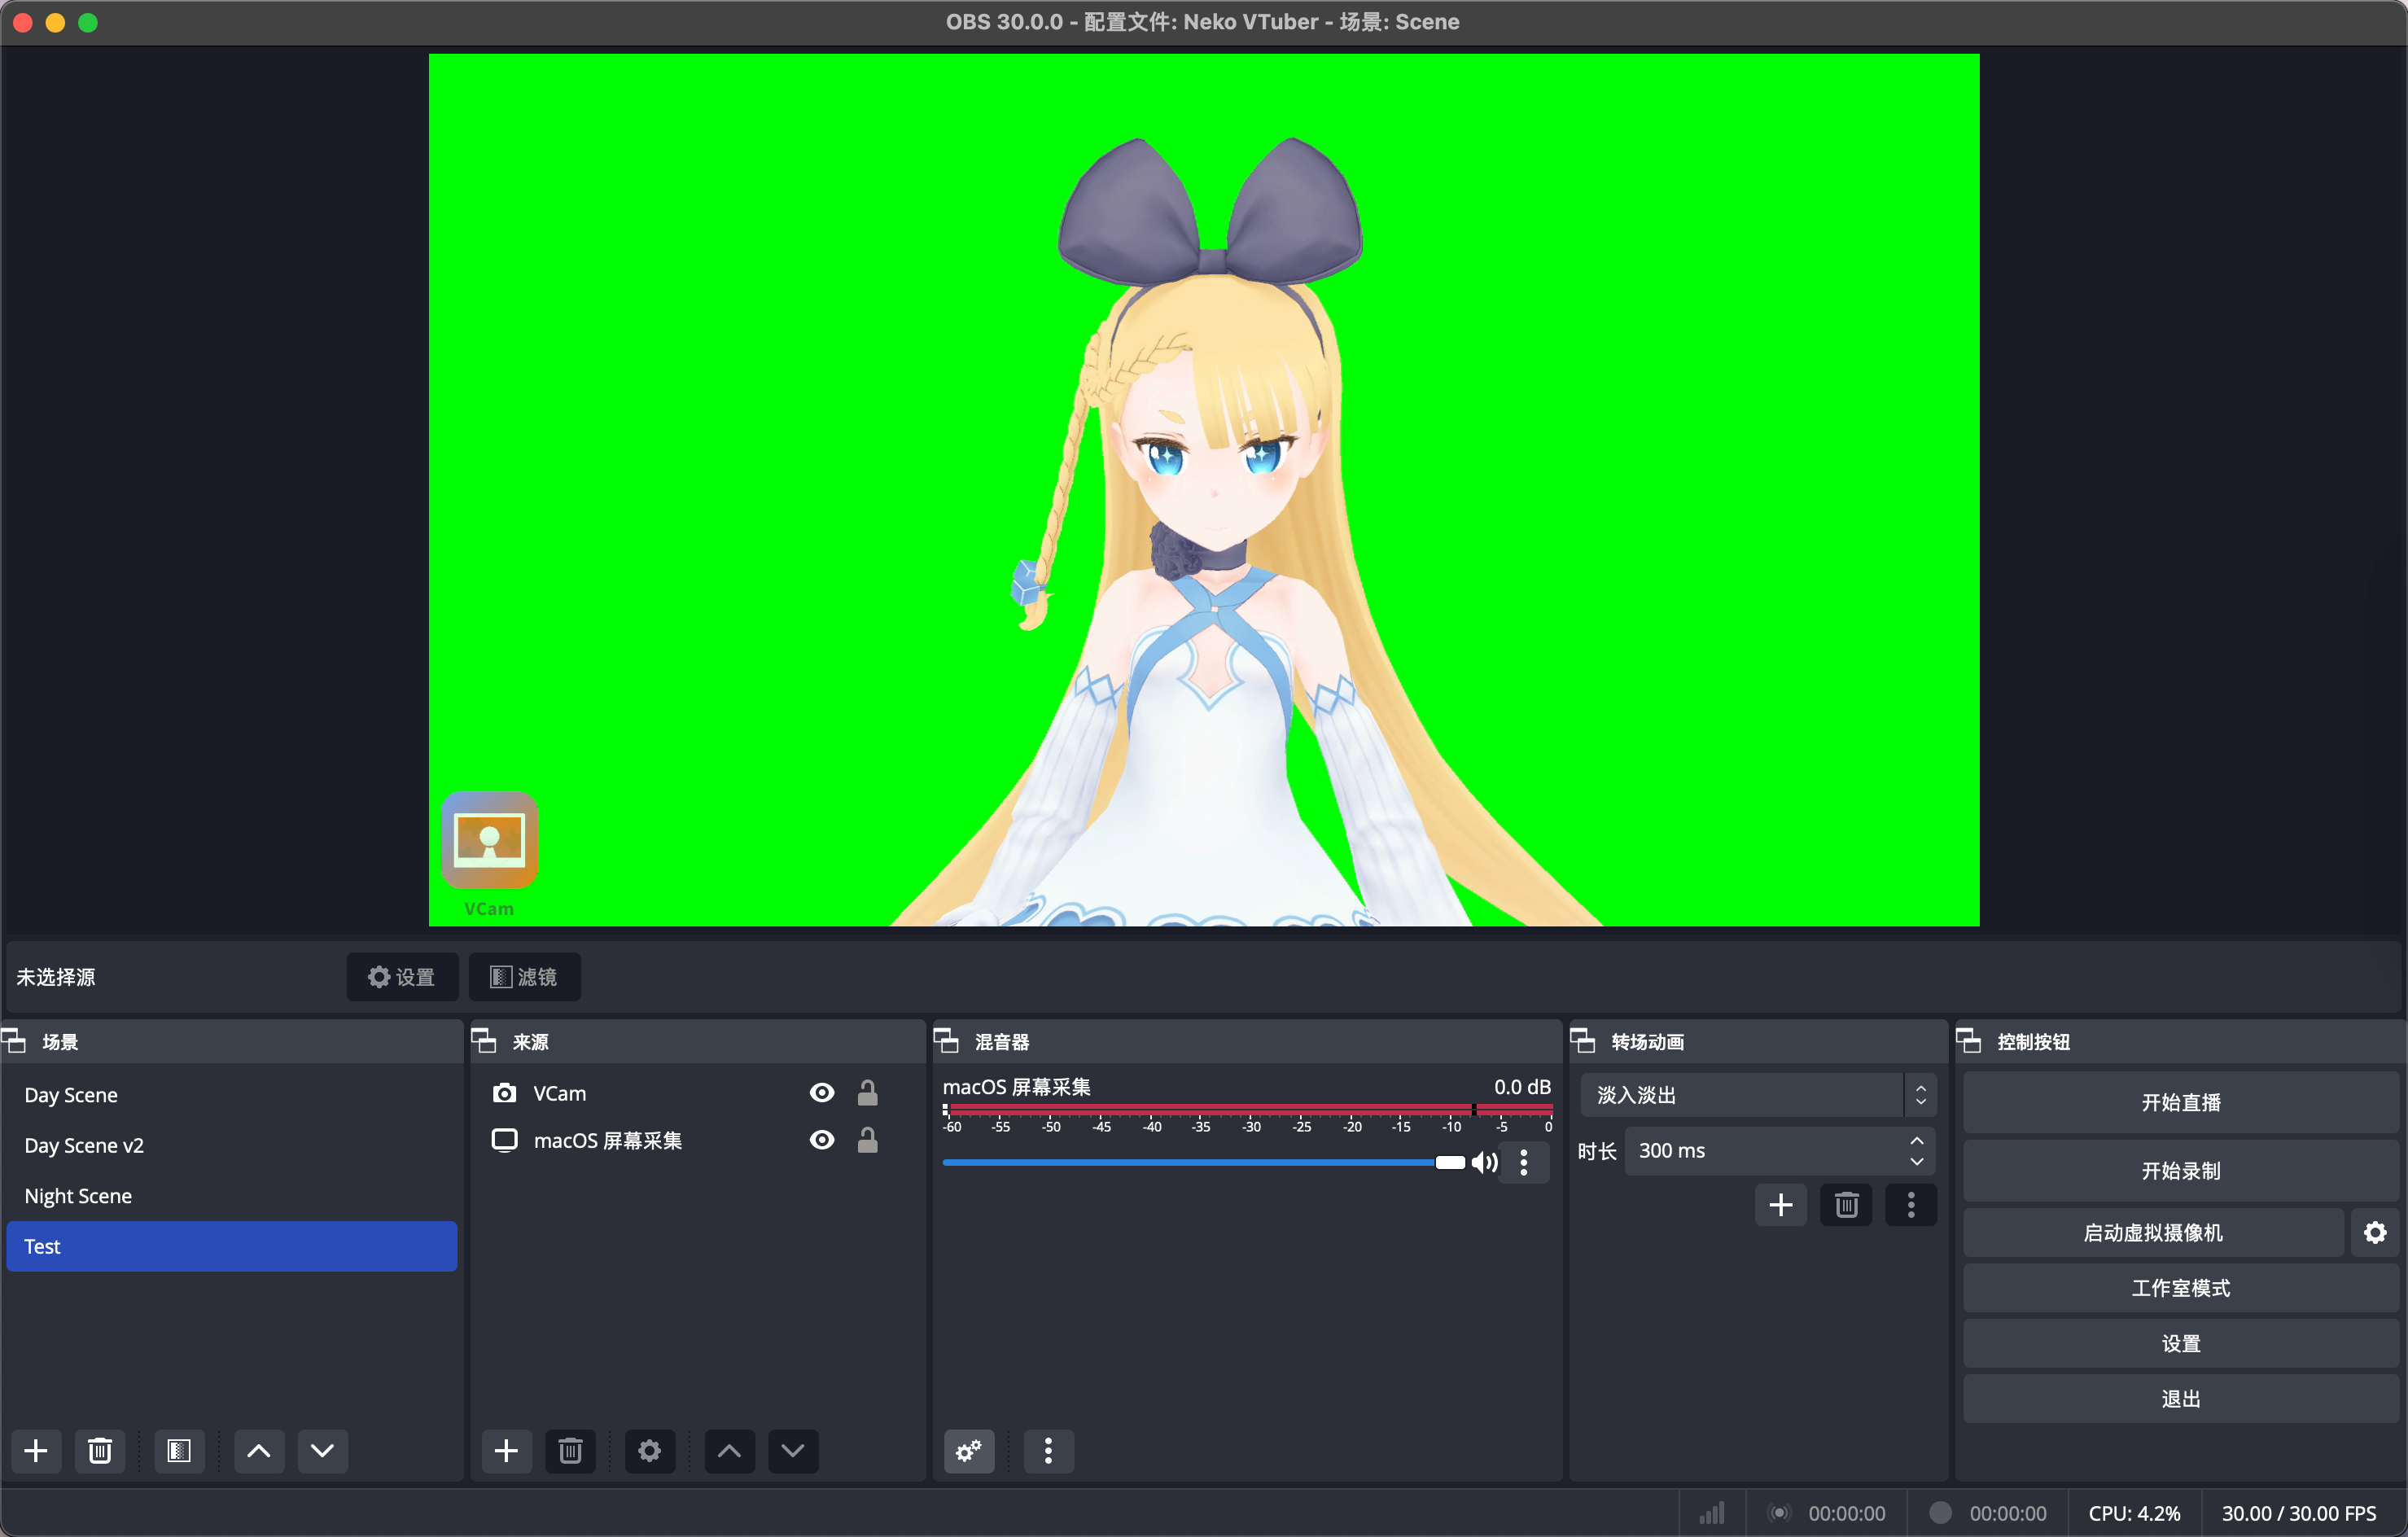 OBS 30.0.0 - 配置文件: Neko VTuber - 场景: Scene
VCam
未选择源
设置
滤镜
场景
Day Scene
Day Scene v2
Night Scene
Test
来源
VCam
macOS 屏幕采集
混音器
macOS 屏幕采集 0.0 dB
-60 -55 -50 -45 -40 -35 -30 -25 -20 -15 -10 -5 0
转场动画
淡入淡出
时长 300 ms
控制按钮
开始直播
开始录制
启动虚拟摄像机
工作室模式
设置
退出
00:00:00 00:00:00 CPU: 4.2% 30.00 / 30.00 FPS